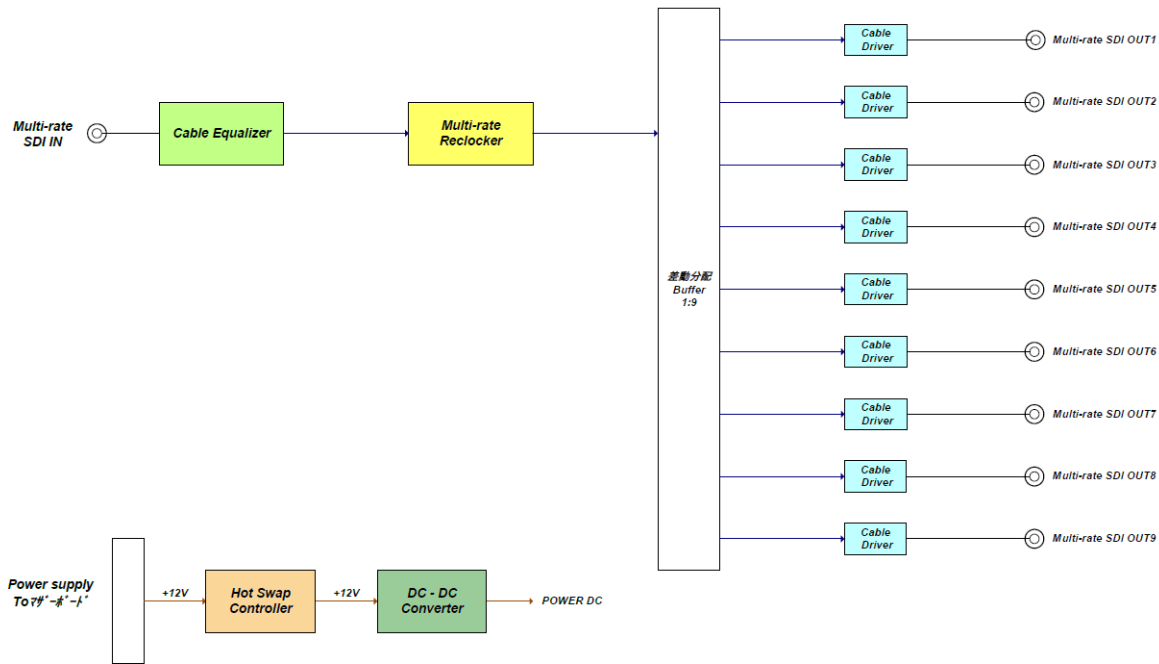 Multi-rate
SDI IN
Cable Equalizer
Multi-rate
Reclocker
差動分配
Buffer
1:9
Cable
Driver
Multi-rate SDI OUT1
Cable
Driver
Multi-rate SDI OUT2
Cable
Driver
Multi-rate SDI OUT3
Cable
Driver
Multi-rate SDI OUT4
Cable
Driver
Multi-rate SDI OUT5
Cable
Driver
Multi-rate SDI OUT6
Cable
Driver
Multi-rate SDI OUT7
Cable
Driver
Multi-rate SDI OUT8
Cable
Driver
Multi-rate SDI OUT9
Power supply
Toﾏｻﾞｰﾎﾞｰﾄﾞ
+12V
Hot Swap
Controller
+12V
DC - DC
Converter
POWER DC